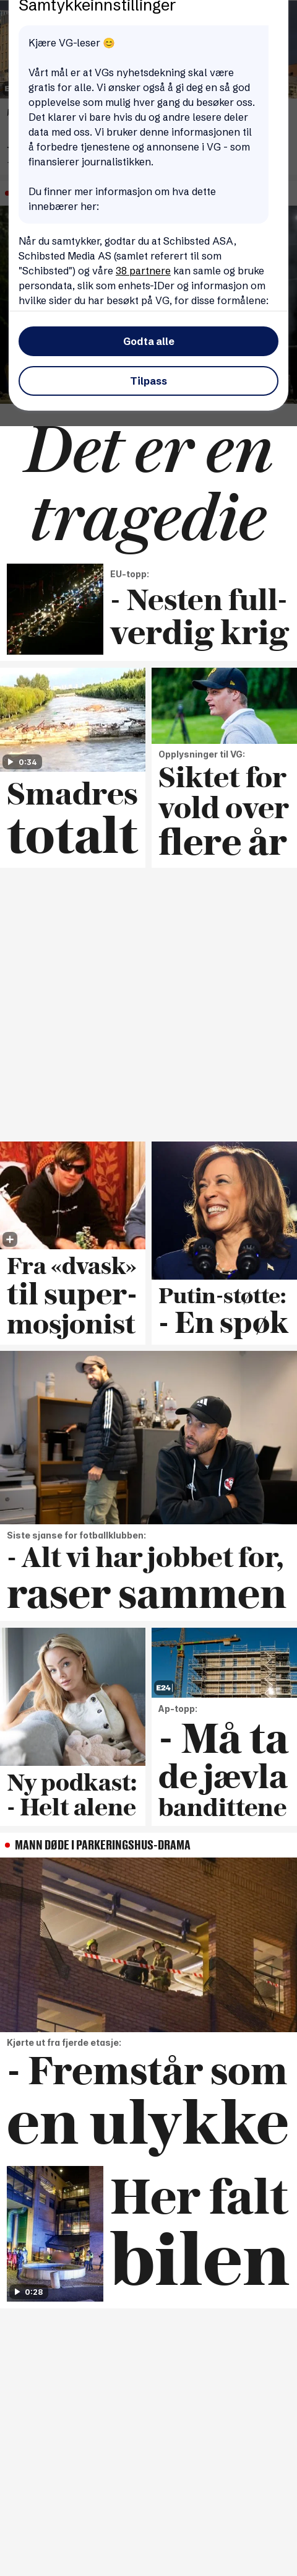 Samtykkeinnstillinger
Kjære VG-leser 😊
Vårt mål er at VGs nyhetsdekning skal være
gratis for alle. Vi ønsker også å gi deg en så god
opplevelse som mulig hver gang du besøker oss.
Det klarer vi bare hvis du og andre lesere deler
data med oss. Vi bruker denne informasjonen til
å forbedre tjenestene og annonsene i VG - som
finansierer journalistikken.
Du finner mer informasjon om hva dette
innebærer her:
Når du samtykker, godtar du at Schibsted ASA,
Schibsted Media AS (samlet referert til som
"Schibsted") og våre 38 partnere kan samle og bruke
persondata, slik som enhets-IDer og informasjon om
hvilke sider du har besøkt på VG, for disse formålene:
Godta alle
Tilpass
Det er en
tragedie
EU-topp:
- Nesten full-
verdig krig
0:34
Smadres
totalt
Opplysninger til VG:
Siktet for
vold over
flere år
Fra «dvask»
til super-
mosjonist
Putin-støtte:
- En spøk
Siste sjanse for fotballklubben:
- Alt vi har jobbet for,
raser sammen
Ny podkast:
- Helt alene
E24
Ap-topp:
- Må ta
de jævla
bandittene
MANN DØDE I PARKERINGSHUS-DRAMA
Kjørte ut fra fjerde etasje:
- Fremstår som
en ulykke
0:28
Her falt
bilen